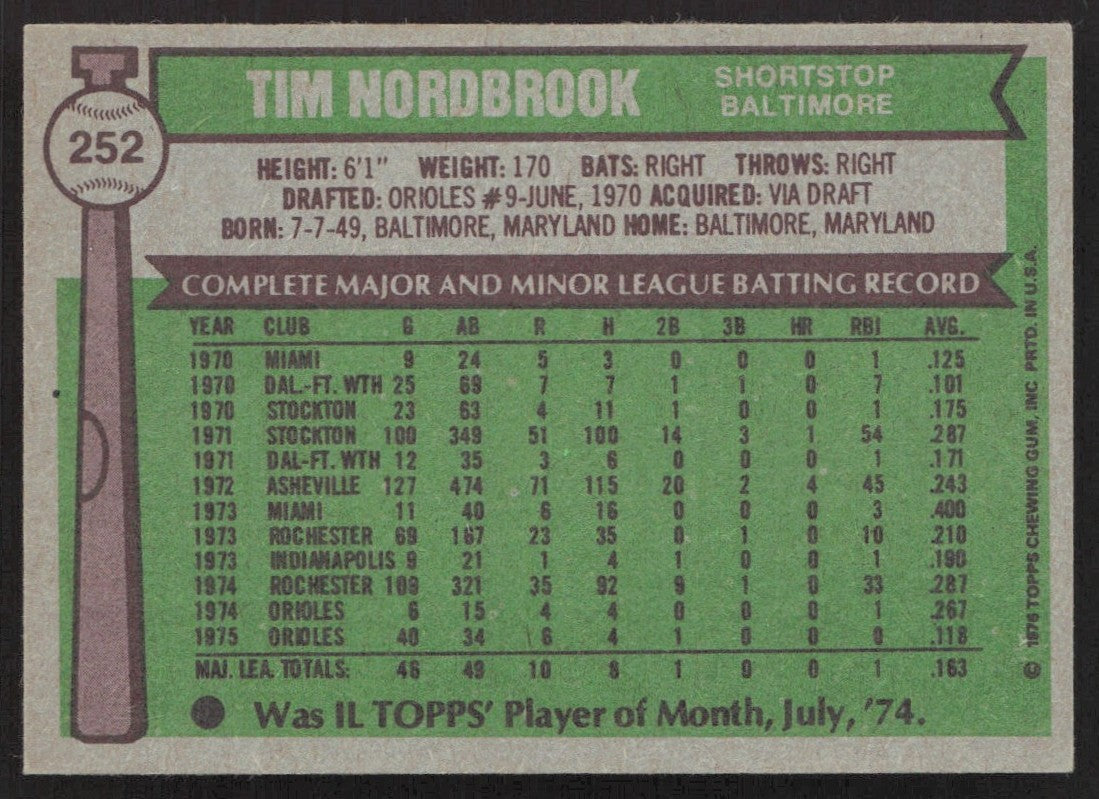 TIM NORDBROOK
SHORTSTOP
BALTIMORE
252
HEIGHT: 6'1" WEIGHT: 170 BATS: RIGHT THROWS: RIGHT
DRAFTED: ORIOLES #9-JUNE, 1970 ACQUIRED: VIA DRAFT
BORN: 7-7-49, BALTIMORE, MARYLAND HOME: BALTIMORE, MARYLAND
COMPLETE MAJOR AND MINOR LEAGUE BATTING RECORD
YEAR CLUB G AB R H 2B 3B HR RBI AVG.
1970 MIAMI 9 24 5 3 0 0 0 1 .125
1970 DAL.-FT. WTH 25 69 7 7 1 1 0 7 .101
1970 STOCKTON 23 63 4 11 1 0 0 1 .175
1971 STOCKTON 100 349 51 100 14 3 1 54 .287
1971 DAL-FT. WTH 12 35 3 6 0 0 0 1 .171
1972 ASHEVILLE 127 474 71 115 20 2 4 45 .243
1973 MIAMI 11 40 6 16 0 0 0 3 .400
1973 ROCHESTER 69 167 23 35 0 1 0 10 .210
1973 INDIANAPOLIS 9 21 1 4 1 0 0 1 .190
1974 ROCHESTER 109 321 35 92 9 1 0 33 .287
1974 ORIOLES 6 15 4 4 0 0 0 1 .267
1975 ORIOLES 40 34 6 4 1 0 0 0 .118
MAJ. LEA. TOTALS: 46 49 10 8 1 0 0 1 .163
Was IL TOPPS' Player of Month, July, '74.
© 1976 TOPPS CHEWING GUM, INC PRTD. IN U.S.A.